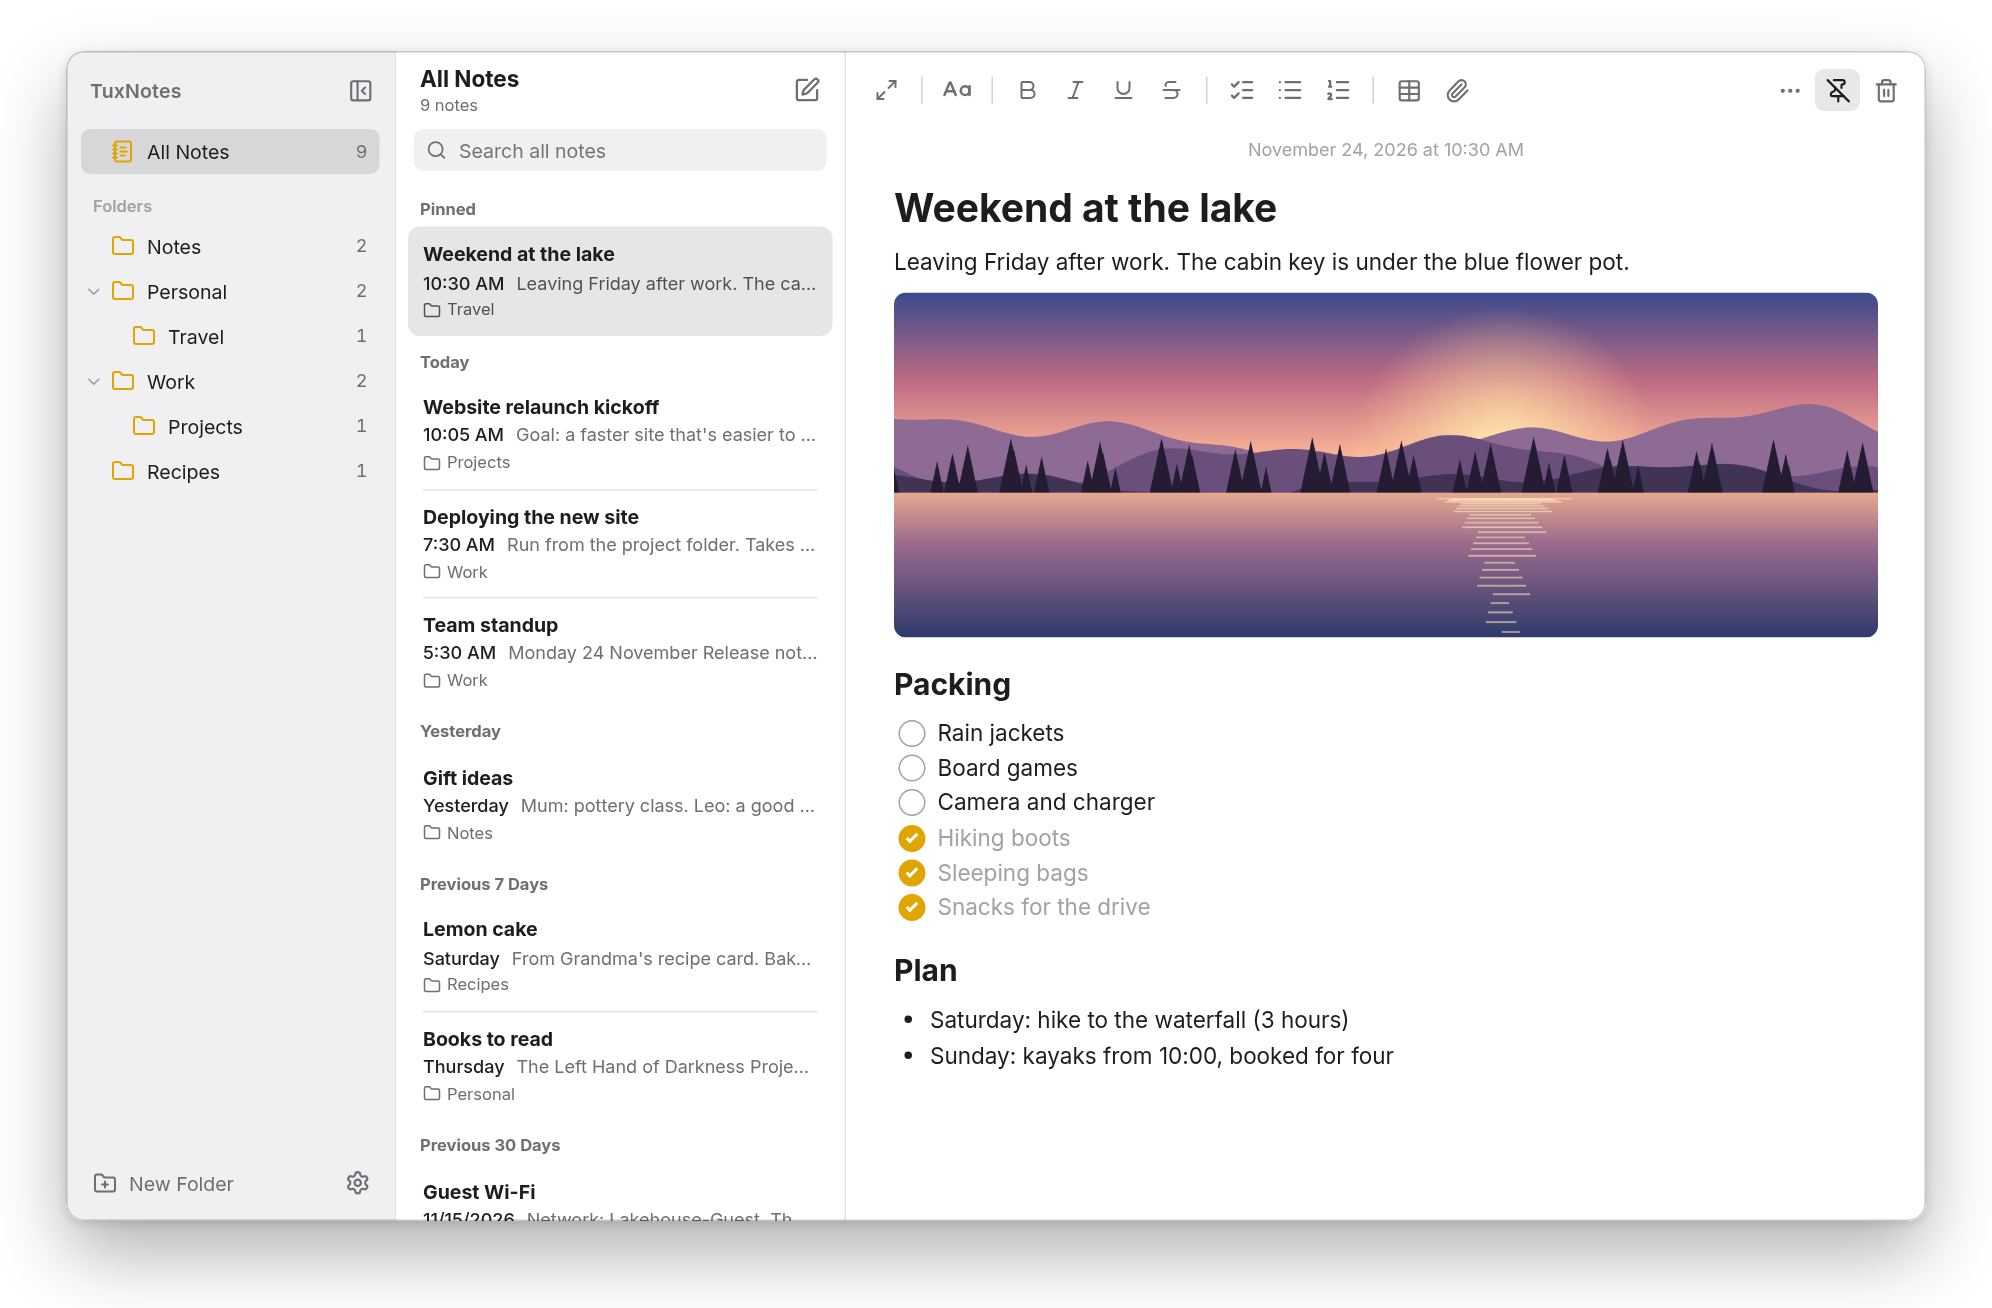 TuxNotes
All Notes 9
Folders
Notes 2
Personal 2
Travel 1
Work 2
Projects 1
Recipes 1
New Folder
All Notes
9 notes
Search all notes
Pinned
Weekend at the lake
10:30 AM Leaving Friday after work. The ca...
Travel
Today
Website relaunch kickoff
10:05 AM Goal: a faster site that's easier to ...
Projects
Deploying the new site
7:30 AM Run from the project folder. Takes ...
Work
Team standup
5:30 AM Monday 24 November Release not...
Work
Yesterday
Gift ideas
Yesterday Mum: pottery class. Leo: a good ...
Notes
Previous 7 Days
Lemon cake
Saturday From Grandma's recipe card. Bak...
Recipes
Books to read
Thursday The Left Hand of Darkness Proje...
Personal
Previous 30 Days
Guest Wi-Fi
11/15/2026 Network: Lakehouse-Guest. Th...
Aa B I U S
November 24, 2026 at 10:30 AM
Weekend at the lake
Leaving Friday after work. The cabin key is under the blue flower pot.
Packing
Rain jackets
Board games
Camera and charger
Hiking boots
Sleeping bags
Snacks for the drive
Plan
• Saturday: hike to the waterfall (3 hours)
• Sunday: kayaks from 10:00, booked for four